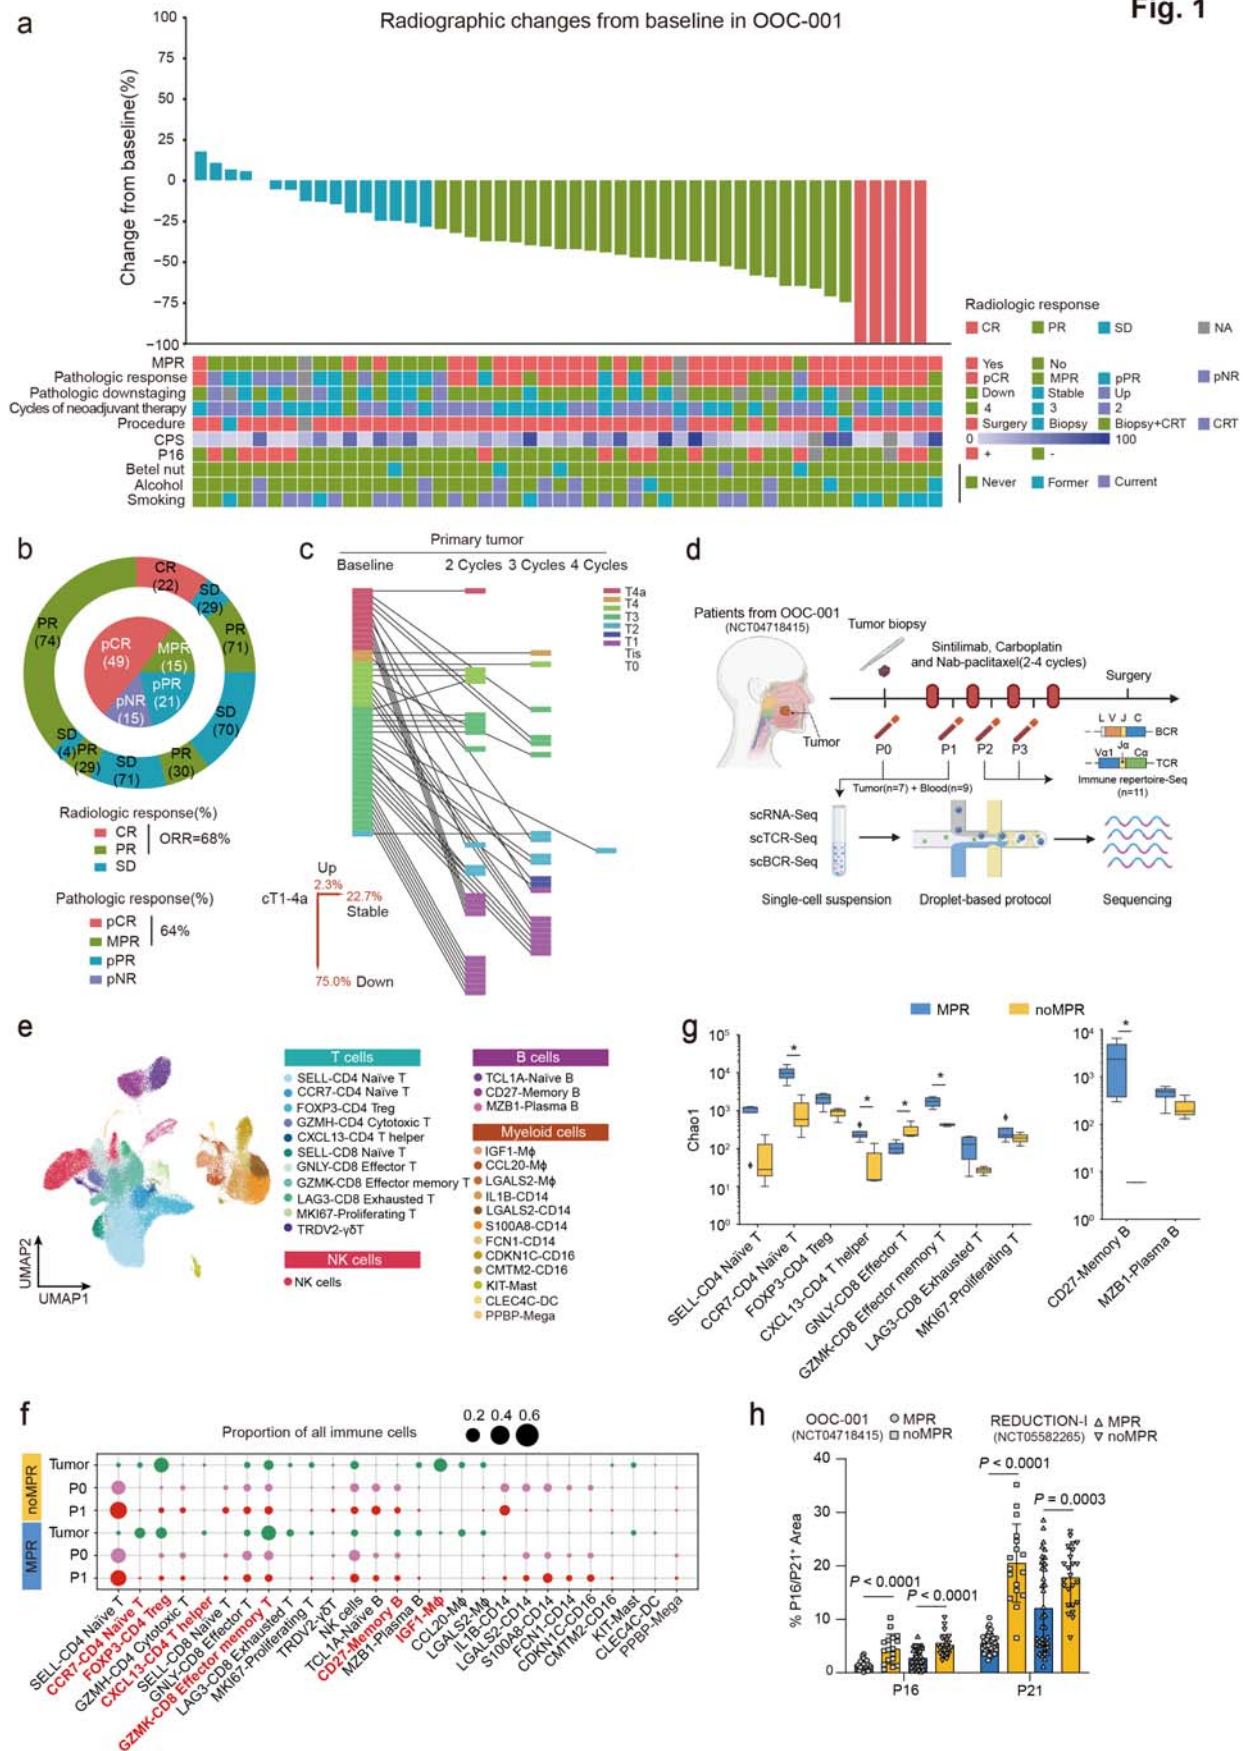 Fig. 1
a
Radiographic changes from baseline in OOC-001
Change from baseline(%)
100
75
50
25
0
−25
−50
−75
−100
MPR
Pathologic response
Pathologic downstaging
Cycles of neoadjuvant therapy
Procedure
CPS
P16
Betel nut
Alcohol
Smoking
Radiologic response
CR PR SD NA
Yes No
pCR MPR pPR pNR
Down Stable Up
4 3 2
Surgery Biopsy Biopsy+CRT CRT
0 100
+ -
Never Former Current
b
CR
(22)
SD
(29)
PR
(71)
SD
(70)
PR
(30)
SD
(71)
PR
(29)
SD
(4)
PR
(74)
pCR
(49)
MPR
(15)
pPR
(21)
pNR
(15)
Radiologic response(%)
CR
PR
SD
ORR=68%
Pathologic response(%)
pCR
MPR
pPR
pNR
64%
c
Primary tumor
Baseline 2 Cycles 3 Cycles 4 Cycles
T4a
T4
T3
T2
T1
Tis
T0
Up
2.3%
cT1-4a
22.7%
Stable
75.0% Down
d
Patients from OOC-001
(NCT04718415)
Tumor biopsy
Sintilimab, Carboplatin
and Nab-paclitaxel(2-4 cycles)
Surgery
Tumor
P0 P1 P2 P3
L V J C
BCR
Vα1 Jα Cα
TCR
Immune repertoire-Seq
(n=11)
Tumor(n=7) + Blood(n=9)
scRNA-Seq
scTCR-Seq
scBCR-Seq
Single-cell suspension Droplet-based protocol Sequencing
e
UMAP2
UMAP1
T cells
SELL-CD4 Naïve T
CCR7-CD4 Naïve T
FOXP3-CD4 Treg
GZMH-CD4 Cytotoxic T
CXCL13-CD4 T helper
SELL-CD8 Naïve T
GNLY-CD8 Effector T
GZMK-CD8 Effector memory T
LAG3-CD8 Exhausted T
MKI67-Proliferating T
TRDV2-γδT
NK cells
NK cells
B cells
TCL1A-Naïve B
CD27-Memory B
MZB1-Plasma B
Myeloid cells
IGF1-Mϕ
CCL20-Mϕ
LGALS2-Mϕ
IL1B-CD14
LGALS2-CD14
S100A8-CD14
FCN1-CD14
CDKN1C-CD16
CMTM2-CD16
KIT-Mast
CLEC4C-DC
PPBP-Mega
g
MPR noMPR
Chao1
10⁵
10⁴
10³
10²
10¹
10⁰
* * * *
SELL-CD4 Naïve T
CCR7-CD4 Naïve T
FOXP3-CD4 Treg
CXCL13-CD4 T helper
GNLY-CD8 Effector T
GZMK-CD8 Effector memory T
LAG3-CD8 Exhausted T
MKI67-Proliferating T
10⁴
10³
10²
10¹
10⁰
*
CD27-Memory B
MZB1-Plasma B
f
Proportion of all immune cells
0.2 0.4 0.6
noMPR
Tumor
P0
P1
MPR
Tumor
P0
P1
SELL-CD4 Naïve T
CCR7-CD4 Naïve T
FOXP3-CD4 Treg
GZMH-CD4 Cytotoxic T
CXCL13-CD4 T helper
SELL-CD8 Naïve T
GNLY-CD8 Effector T
GZMK-CD8 Effector memory T
LAG3-CD8 Exhausted T
MKI67-Proliferating T
TRDV2-γδT
NK cells
TCL1A-Naïve B
CD27-Memory B
MZB1-Plasma B
IGF1-Mϕ
CCL20-Mϕ
LGALS2-Mϕ
IL1B-CD14
LGALS2-CD14
S100A8-CD14
FCN1-CD14
CDKN1C-CD16
CMTM2-CD16
KIT-Mast
CLEC4C-DC
PPBP-Mega
h
OOC-001
(NCT04718415)
MPR
noMPR
REDUCTION-I
(NCT05582265)
MPR
noMPR
% P16/P21⁺ Area
40
30
20
10
0
P < 0.0001
P < 0.0001
P < 0.0001
P = 0.0003
P16 P21